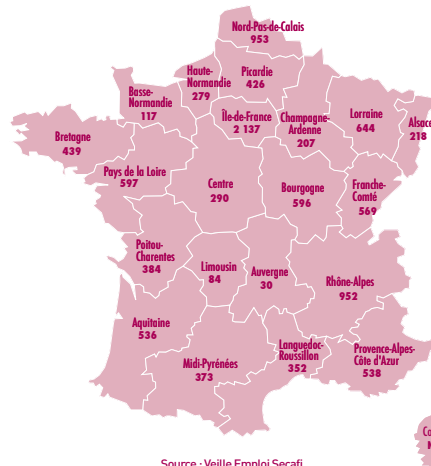 Nord-Pas-de-Calais
953
Haute-
Normandie
279
Picardie
426
Basse-
Normandie
117
Île-de-France
2 137
Champagne-
Ardenne
207
Lorraine
644
Alsace
218
Bretagne
439
Pays de la Loire
597
Centre
290
Bourgogne
596
Franche-
Comté
569
Poitou-
Charentes
384
Limousin
84
Auvergne
30
Rhône-Alpes
952
Aquitaine
536
Midi-Pyrénées
373
Languedoc-
Roussillon
352
Provence-Alpes-
Côte d'Azur
538
Source : Veille Emploi Secafi